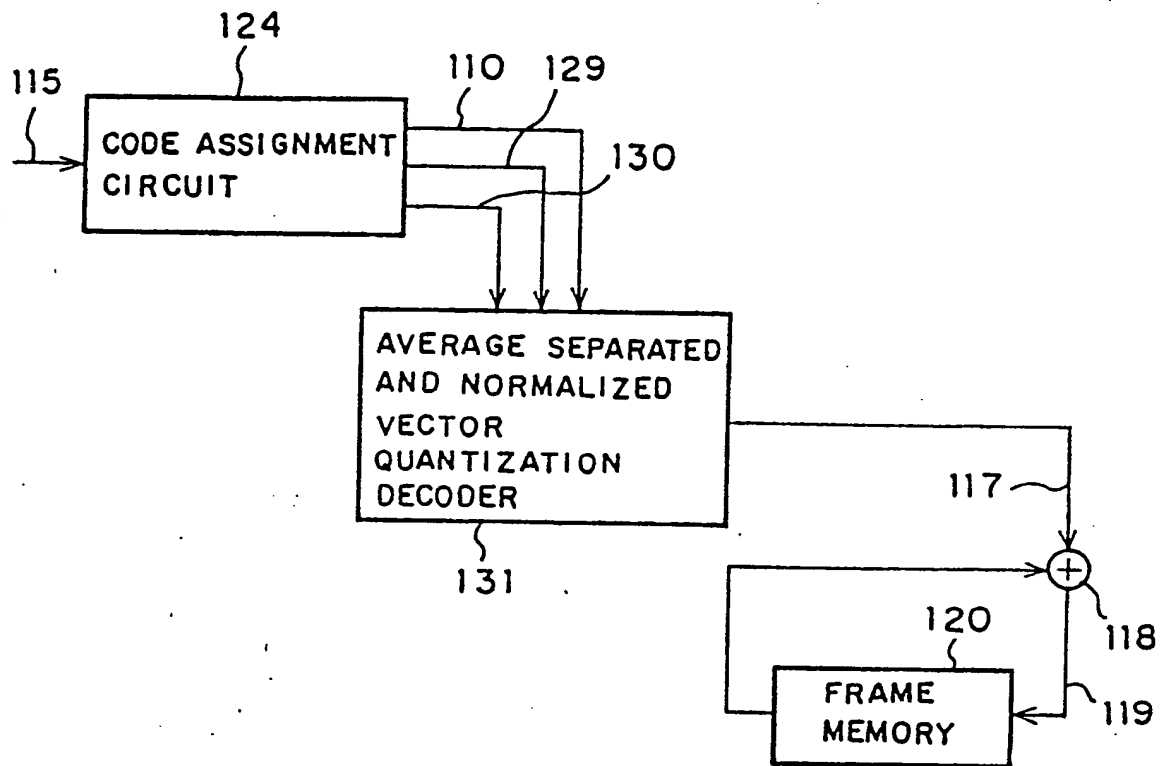 124
115
110
129
CODE ASSIGNMENT
CIRCUIT
130
AVERAGE SEPARATED
AND NORMALIZED
VECTOR
QUANTIZATION
DECODER
117
131
118
120
119
FRAME
MEMORY